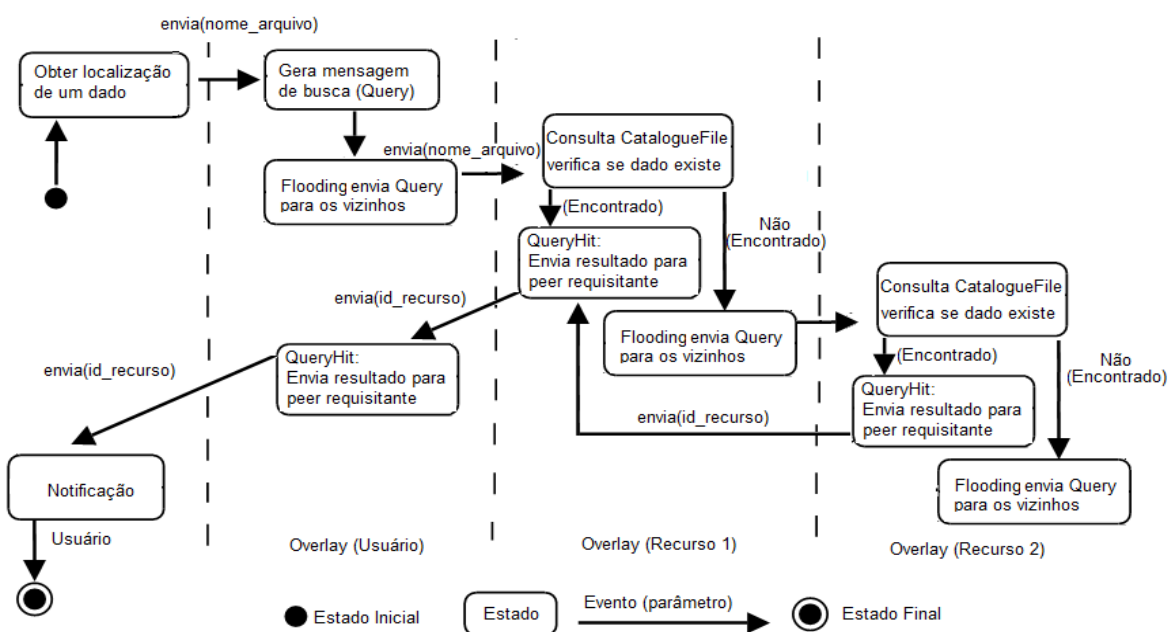 envia(nome_arquivo)
Obter localização
de um dado
Gera mensagem
de busca (Query)
envia(nome_arquivo)
Flooding envia Query
para os vizinhos
Consulta CatalogueFile
verifica se dado existe
(Encontrado)
Não
(Encontrado)
QueryHit:
Envia resultado para
peer requisitante
envia(id_recurso)
Flooding envia Query
para os vizinhos
Consulta CatalogueFile
verifica se dado existe
(Encontrado)
Não
(Encontrado)
QueryHit:
Envia resultado para
peer requisitante
envia(id_recurso)
QueryHit:
Envia resultado para
peer requisitante
envia(id_recurso)
Flooding envia Query
para os vizinhos
Notificação
Usuário
Overlay (Usuário)
Overlay (Recurso 1)
Overlay (Recurso 2)
Estado Inicial
Estado
Evento (parâmetro)
Estado Final